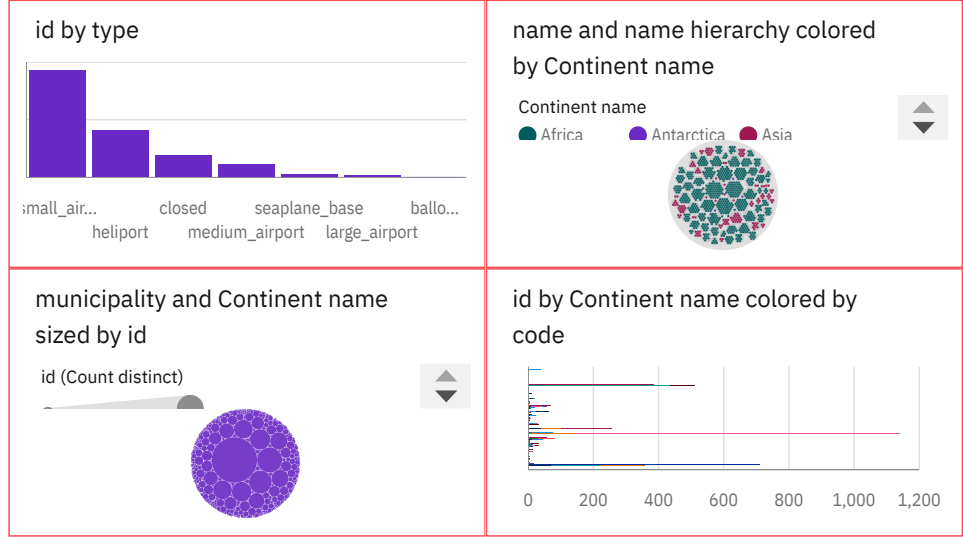 id by type
small_air...
closed
seaplane_base
ballo...
heliport
medium_airport
large_airport
name and name hierarchy colored
by Continent name
Continent name
Africa
Antarctica
Asia
municipality and Continent name
sized by id
id (Count distinct)
id by Continent name colored by
code
0
200
400
600
800
1,000
1,200